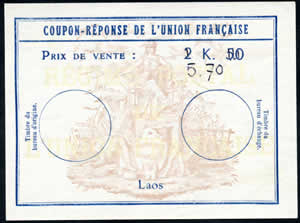 COUPON-RÉPONSE DE L'UNION FRANÇAISE
PRIX DE VENTE : 2 K. 50
5.70
Timbre du
bureau d'origine.
Timbre du
bureau d'échange.
Laos